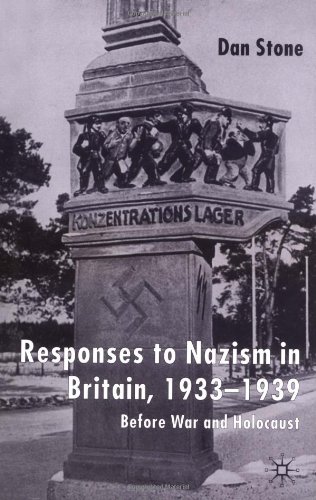 Dan Stone
KONZENTRATIONSLAGER
Responses to Nazism in
Britain, 1933–1939
Before War and Holocaust